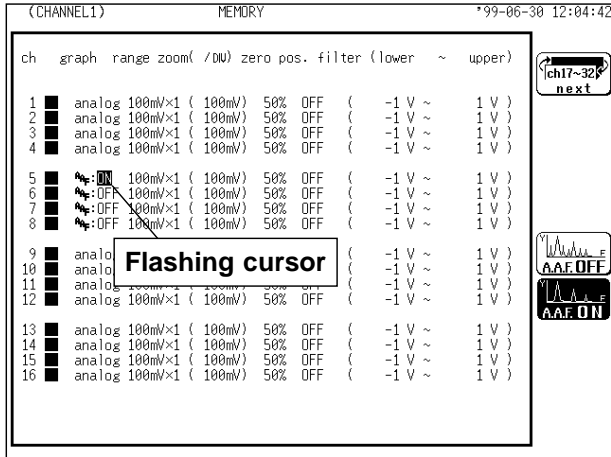 (CHANNEL1) MEMORY '99-06-30 12:04:42
ch graph range zoom( /DIV) zero pos. filter (lower ~ upper)
ch17~32
next
1 analog 100mV×1 ( 100mV) 50% OFF ( -1 V ~ 1 V )
2 analog 100mV×1 ( 100mV) 50% OFF ( -1 V ~ 1 V )
3 analog 100mV×1 ( 100mV) 50% OFF ( -1 V ~ 1 V )
4 analog 100mV×1 ( 100mV) 50% OFF ( -1 V ~ 1 V )
5 AAF:ON 100mV×1 ( 100mV) 50% OFF ( -1 V ~ 1 V )
6 AAF:OFF 100mV×1 ( 100mV) 50% OFF ( -1 V ~ 1 V )
7 AAF:OFF 100mV×1 ( 100mV) 50% OFF ( -1 V ~ 1 V )
8 AAF:OFF 100mV×1 ( 100mV) 50% OFF ( -1 V ~ 1 V )
Flashing cursor
9 analo -1 V ~ 1 V )
10 analo -1 V ~ 1 V )
11 analog -1 V ~ 1 V )
12 analog 100mV×1 ( 100mV) 50% OFF ( -1 V ~ 1 V )
Y F
A.A.F. OFF
Y F
A.A.F. ON
13 analog 100mV×1 ( 100mV) 50% OFF ( -1 V ~ 1 V )
14 analog 100mV×1 ( 100mV) 50% OFF ( -1 V ~ 1 V )
15 analog 100mV×1 ( 100mV) 50% OFF ( -1 V ~ 1 V )
16 analog 100mV×1 ( 100mV) 50% OFF ( -1 V ~ 1 V )